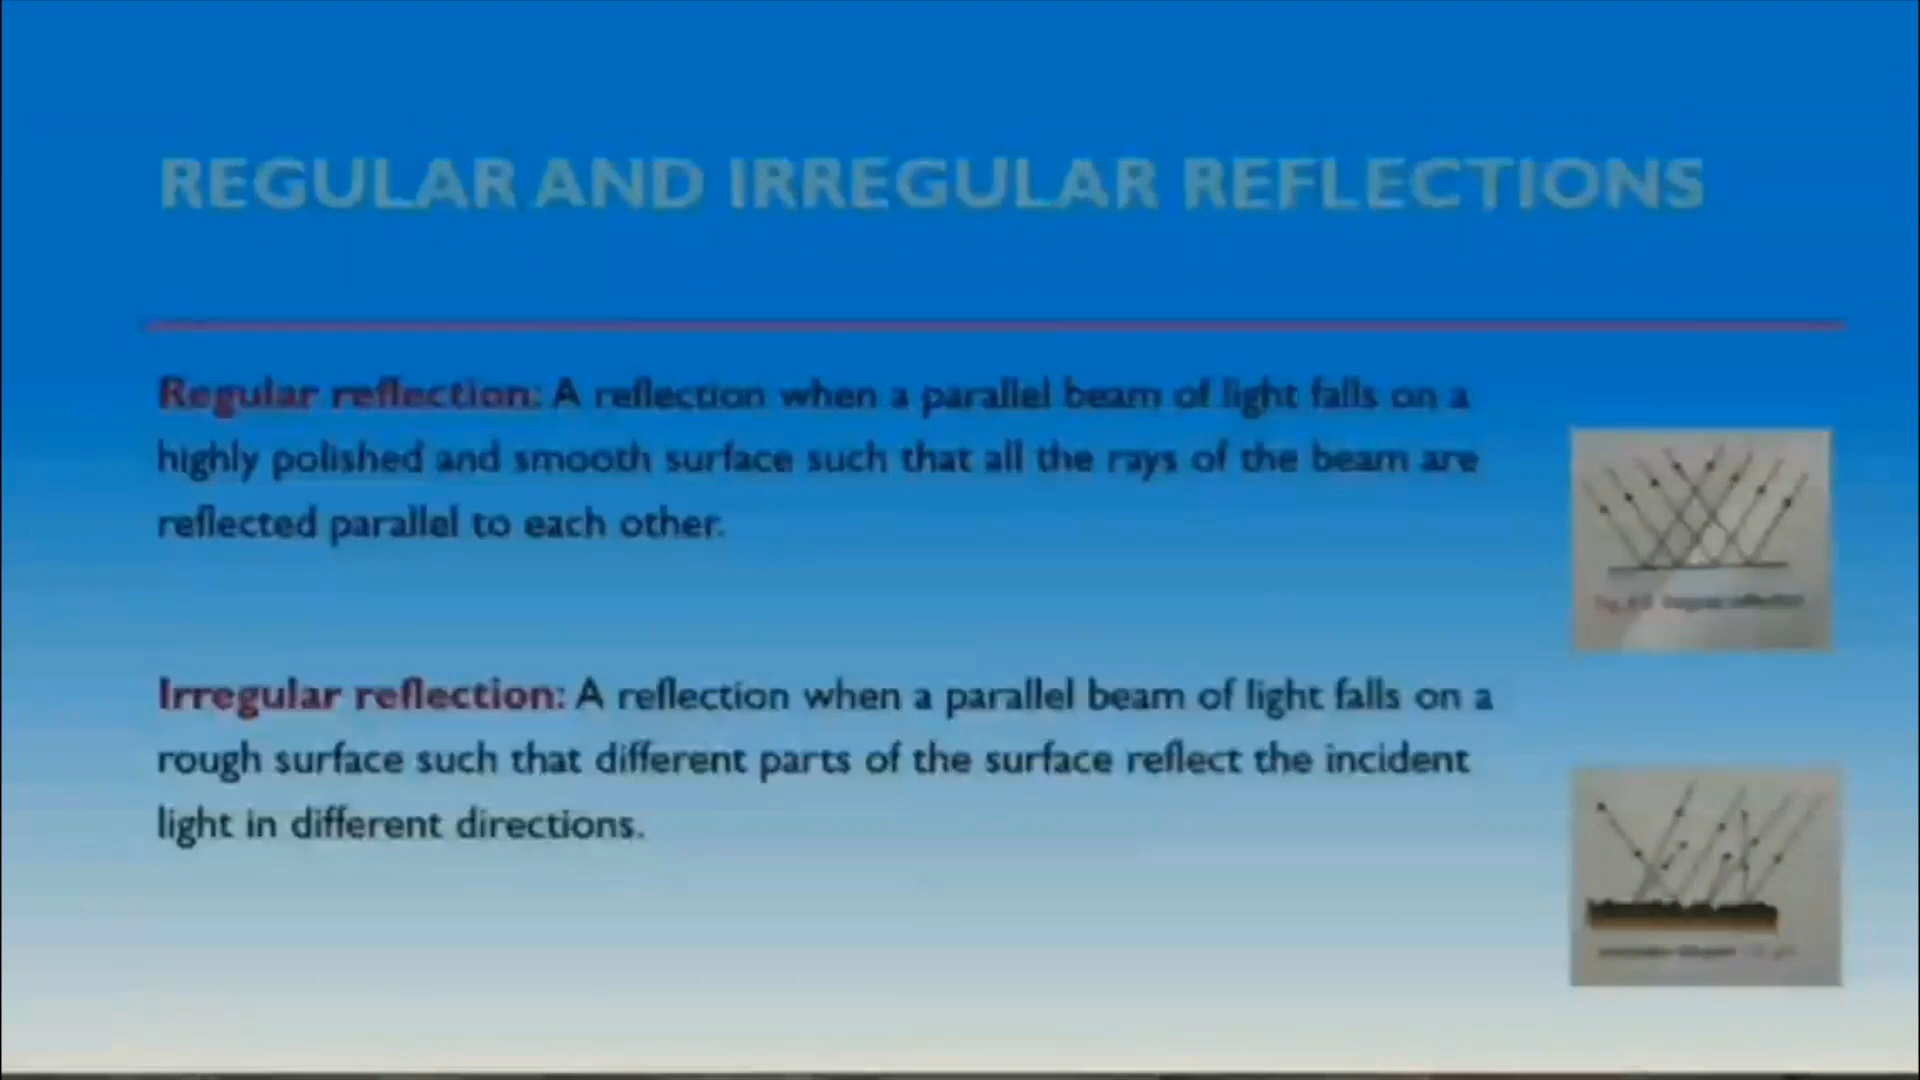 REGULAR AND IRREGULAR REFLECTIONS
Regular reflection: A reflection when a parallel beam of light falls on a
highly polished and smooth surface such that all the rays of the beam are
reflected parallel to each other.
Irregular reflection: A reflection when a parallel beam of light falls on a
rough surface such that different parts of the surface reflect the incident
light in different directions.